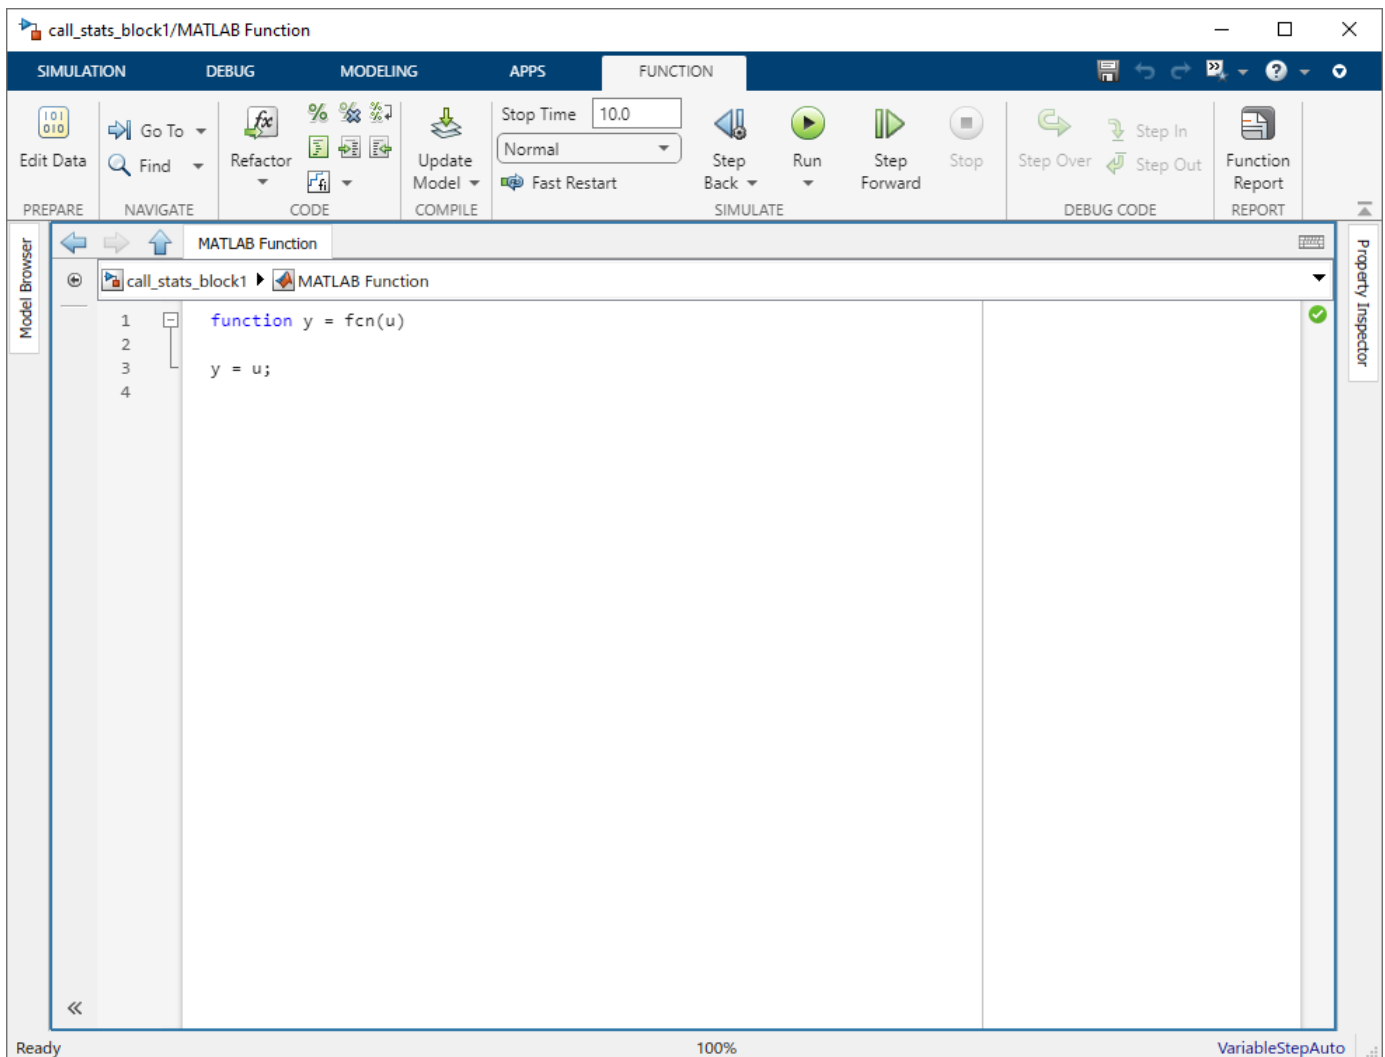 call_stats_block1/MATLAB Function
SIMULATION DEBUG MODELING APPS FUNCTION
Edit Data
Go To
Find
Refactor
Update
Model
Stop Time 10.0
Normal
Fast Restart
Step
Back
Run
Step
Forward
Stop
Step Over
Step In
Step Out
Function
Report
PREPARE NAVIGATE CODE COMPILE SIMULATE DEBUG CODE REPORT
Model Browser
MATLAB Function
call_stats_block1 MATLAB Function
1 function y = fcn(u)
2
3 y = u;
4
Property Inspector
Ready 100% VariableStepAuto